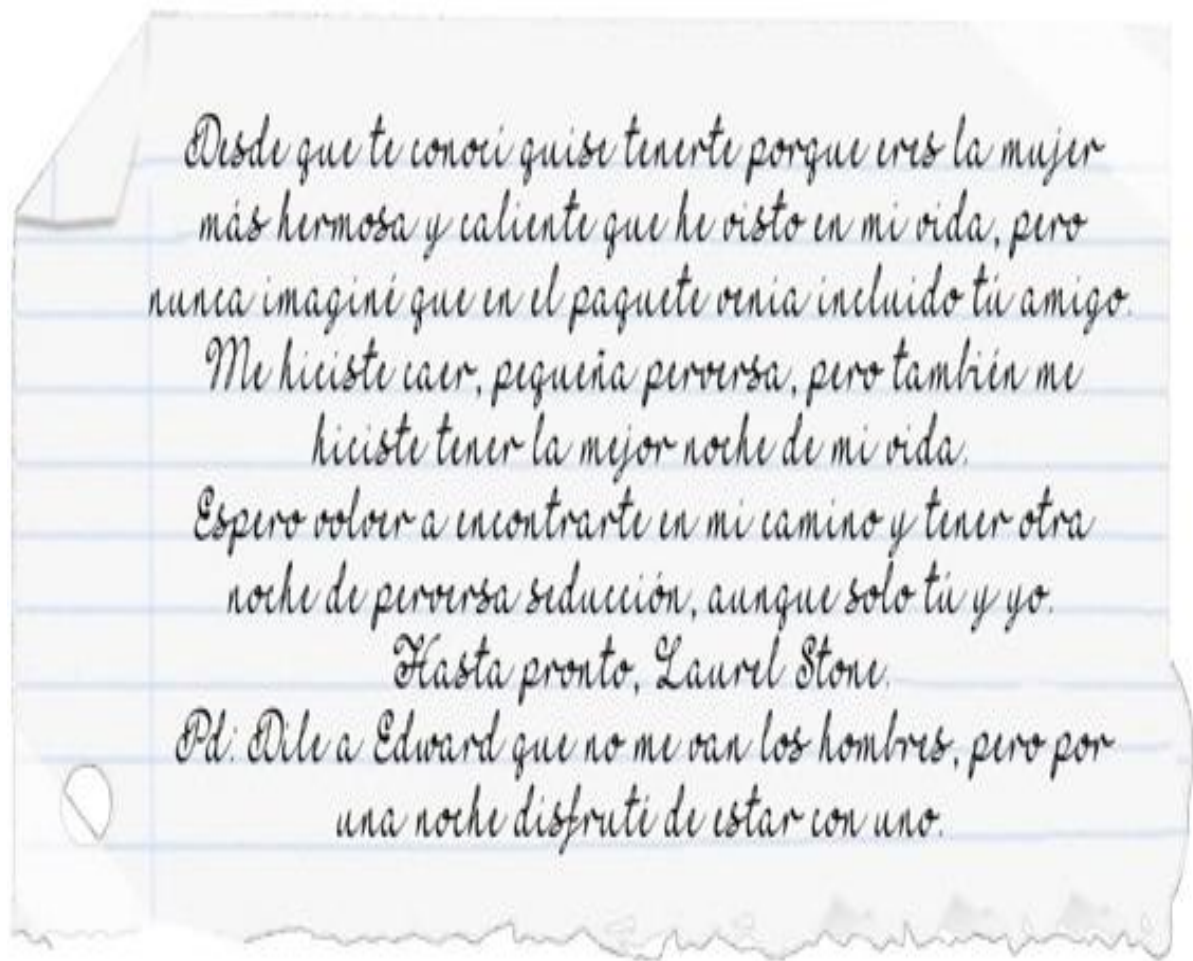 Desde que te conocí quise tenerte porque eres la mujer
más hermosa y caliente que he visto en mi vida, pero
nunca imaginé que en el paquete venia incluido tú amigo.
Me hiciste caer, pequeña perversa, pero también me
hiciste tener la mejor noche de mi vida.
Espero volver a encontrarte en mi camino y tener otra
noche de perversa seducción, aunque solo tú y yo.
Hasta pronto, Laurel Stone.
Pd: Dile a Edward que no me van los hombres, pero por
una noche disfruté de estar con uno.